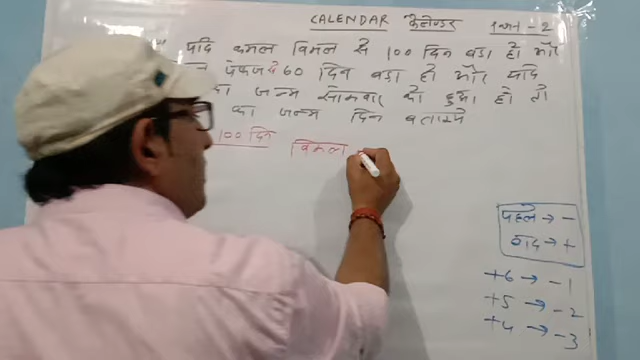 CALENDAR कैलेण्डर प्रश्न - 2
यदि कमल विमल से 100 दिन बडा हो और
पंकज से 60 दिन बडा हो और यदि
का जन्म सोमवार को हुआ हो तो
का जन्म दिन बताइये
100 दिन विमल
पहले → -
बाद → +
+6 → -1
+5 → -2
+4 → -3